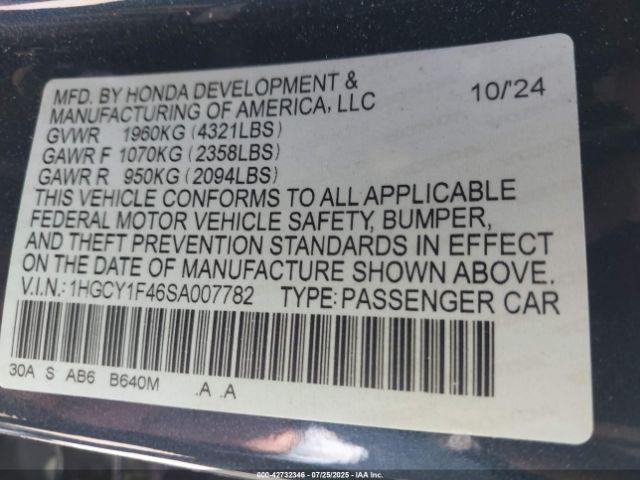 MFD. BY HONDA DEVELOPMENT &
MANUFACTURING OF AMERICA, LLC 10/'24
GVWR 1960KG (4321LBS)
GAWR F 1070KG (2358LBS)
GAWR R 950KG (2094LBS)
THIS VEHICLE CONFORMS TO ALL APPLICABLE
FEDERAL MOTOR VEHICLE SAFETY, BUMPER,
AND THEFT PREVENTION STANDARDS IN EFFECT
ON THE DATE OF MANUFACTURE SHOWN ABOVE.
V.I.N.: 1HGCY1F46SA007782 TYPE: PASSENGER CAR
30A S AB6 B640M .A .A
000-42732346 - 07/25/2025 - IAA Inc.